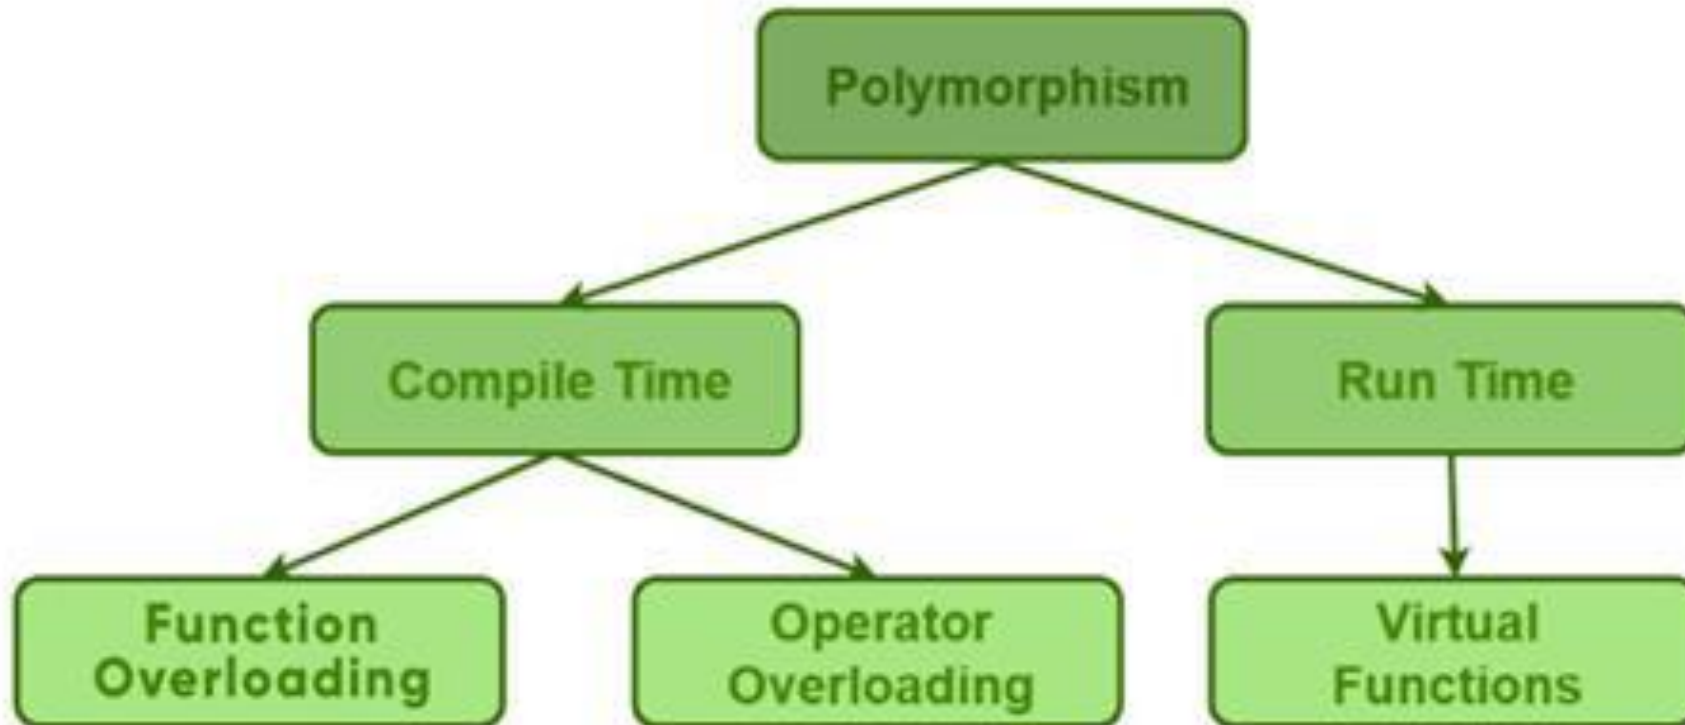 Polymorphism
Compile Time
Run Time
Function
Overloading
Operator
Overloading
Virtual
Functions